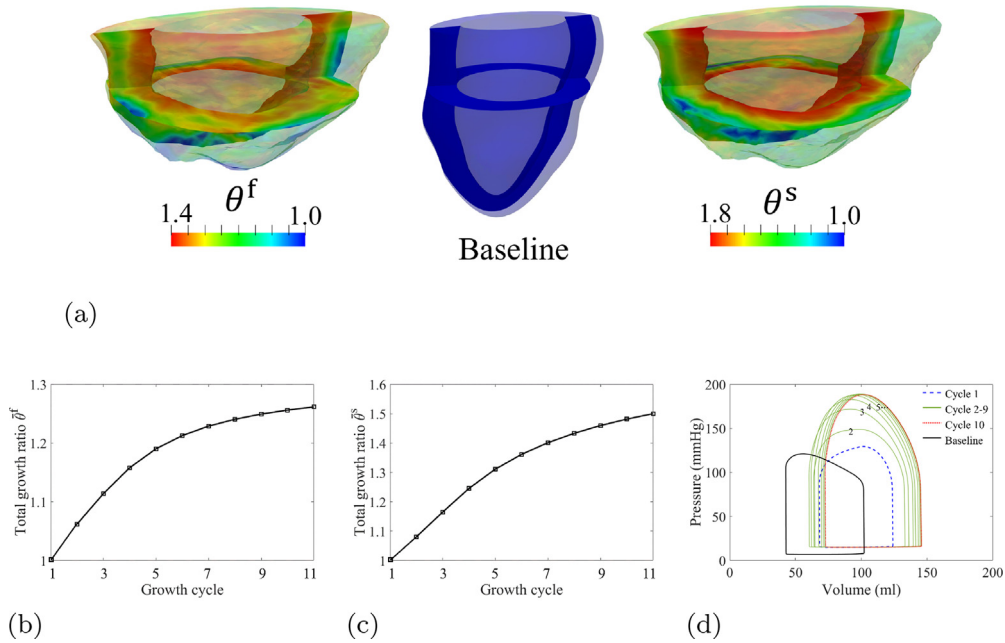 θᶠ
1.4 1.0
Baseline
θˢ
1.8 1.0
(a)
1.3
1.2
1.1
1
Total growth ratio θ̄ᶠ
1 3 5 7 9 11
Growth cycle
(b)
1.6
1.5
1.4
1.3
1.2
1.1
1
Total growth ratio θ̄ˢ
1 3 5 7 9 11
Growth cycle
(c)
200
150
100
50
0
Pressure (mmHg)
2
3
4
5...
Cycle 1
Cycle 2-9
Cycle 10
Baseline
0 50 100 150 200
Volume (ml)
(d)